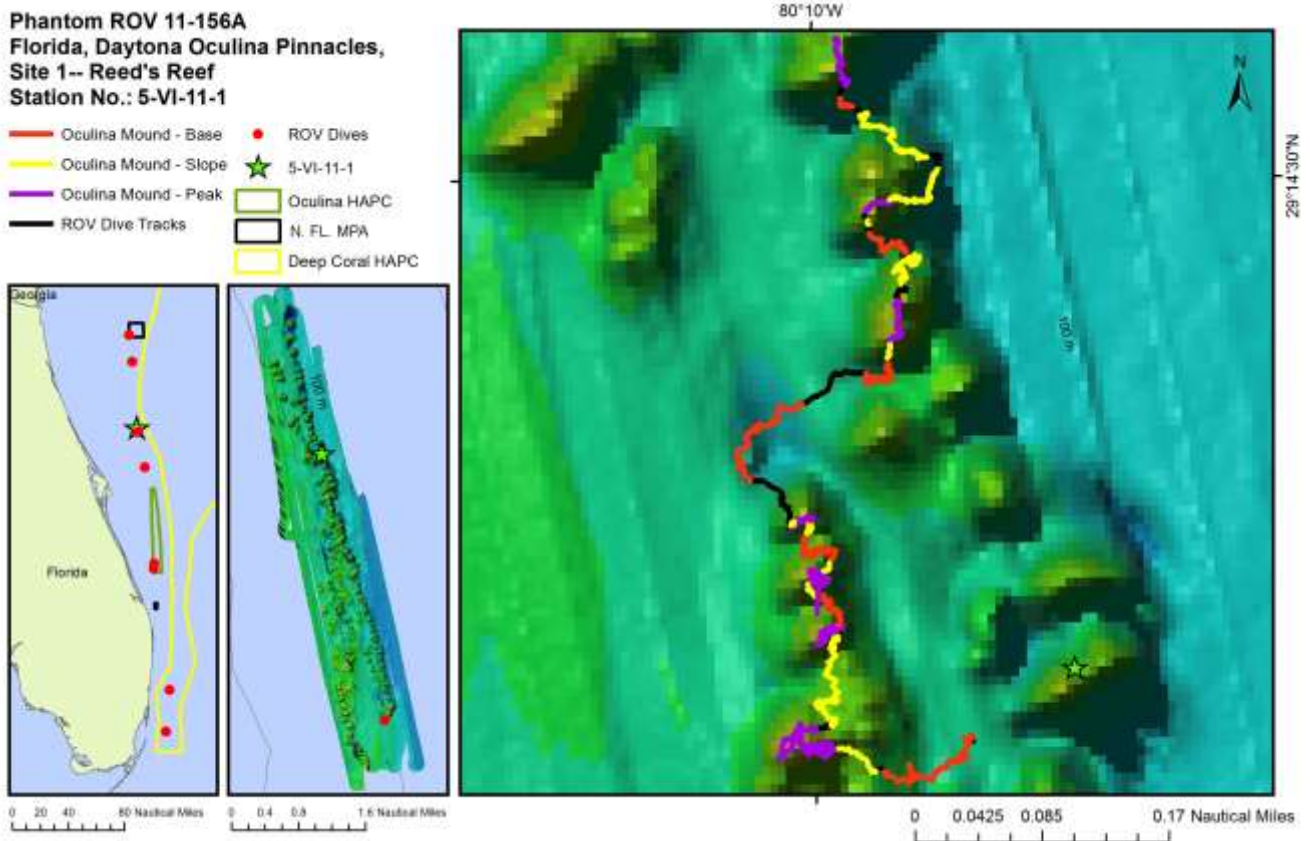 Phantom ROV 11-156A
Florida, Daytona Oculina Pinnacles,
Site 1-- Reed's Reef
Station No.: 5-VI-11-1
Oculina Mound - Base
Oculina Mound - Slope
Oculina Mound - Peak
ROV Dive Tracks
ROV Dives
5-VI-11-1
Oculina HAPC
N. FL. MPA
Deep Coral HAPC
Georgia
Florida
0 20 40 80 Nautical Miles
100 m
0 0.4 0.8 1.6 Nautical Miles
80°10'W
N
29°14'30"N
100 m
0 0.0425 0.085 0.17 Nautical Miles